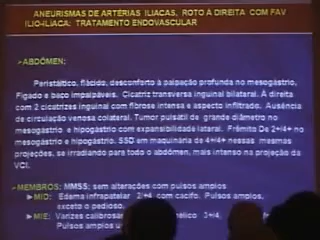 ANEURISMAS DE ARTÉRIAS ILIACAS, ROTO À DIREITA COM FAV
ILIO-ILÍACA: TRATAMENTO ENDOVASCULAR
➢ABDÔMEN:
Peristáltico, flácido, desconforto à palpação profunda no mesogástrio,
Fígado e baço impalpáveis. Cicatriz transversa inguinal bilateral. À direita
com 2 cicatrizes inguinal com fibrose intensa e aspecto infiltrado. Ausência
de circulação venosa colateral. Tumor pulsátil de grande diâmetro no
mesogástrio e hipogástrio com expansibilidade lateral. Frêmito De 2+/4+ no
mesogástrio e hipogástrio. SSD em maquinária de 4+/4+ nessas mesmas
projeções, se irradiando para todo o abdômen, mais intenso na projeção da
VCI.
➢MEMBROS: MMSS; sem alterações com pulsos amplos
➢MID: Edema infrapatelar 2+/4 com cacifo. Pulsos amplos,
exceto o pedioso.
➢MIE: Varizes calibrosas
Pulsos amplos